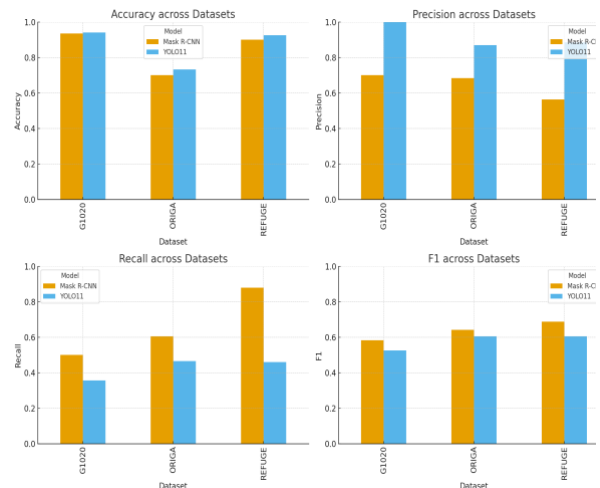 Accuracy across Datasets
Model
Mask R-CNN
YOLO11
1.0
0.8
0.6
0.4
0.2
0.0
Accuracy
G1020
ORIGA
REFUGE
Dataset
Precision across Datasets
Model
Mask R-C
YOLO11
1.0
0.8
0.6
0.4
0.2
0.0
Precision
G1020
ORIGA
REFUGE
Dataset
Recall across Datasets
Model
Mask R-CNN
YOLO11
1.0
0.8
0.6
0.4
0.2
0.0
Recall
G1020
ORIGA
REFUGE
Dataset
F1 across Datasets
Model
Mask R-C
YOLO11
1.0
0.8
0.6
0.4
0.2
0.0
F1
G1020
ORIGA
REFUGE
Dataset